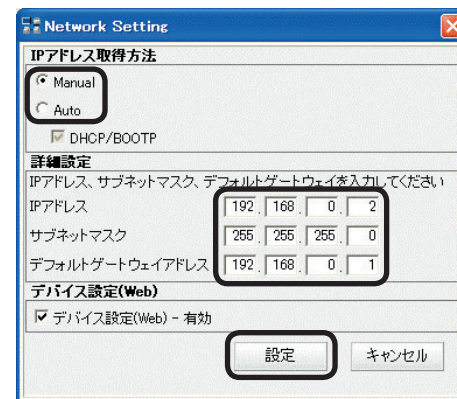 Network Setting
IPアドレス取得方法
Manual
Auto
DHCP/BOOTP
詳細設定
IPアドレス、サブネットマスク、デフォルトゲートウェイを入力してください
IPアドレス 192. 168. 0. 2
サブネットマスク 255. 255. 255. 0
デフォルトゲートウェイアドレス 192. 168. 0. 1
デバイス設定(Web)
デバイス設定(Web) - 有効
設定 キャンセル